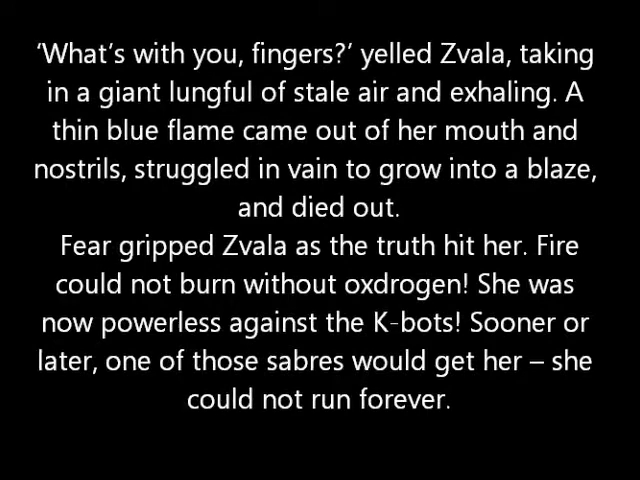 ‘What’s with you, fingers?’ yelled Zvala, taking
in a giant lungful of stale air and exhaling. A
thin blue flame came out of her mouth and
nostrils, struggled in vain to grow into a blaze,
and died out.
Fear gripped Zvala as the truth hit her. Fire
could not burn without oxdrogen! She was
now powerless against the K-bots! Sooner or
later, one of those sabres would get her – she
could not run forever.